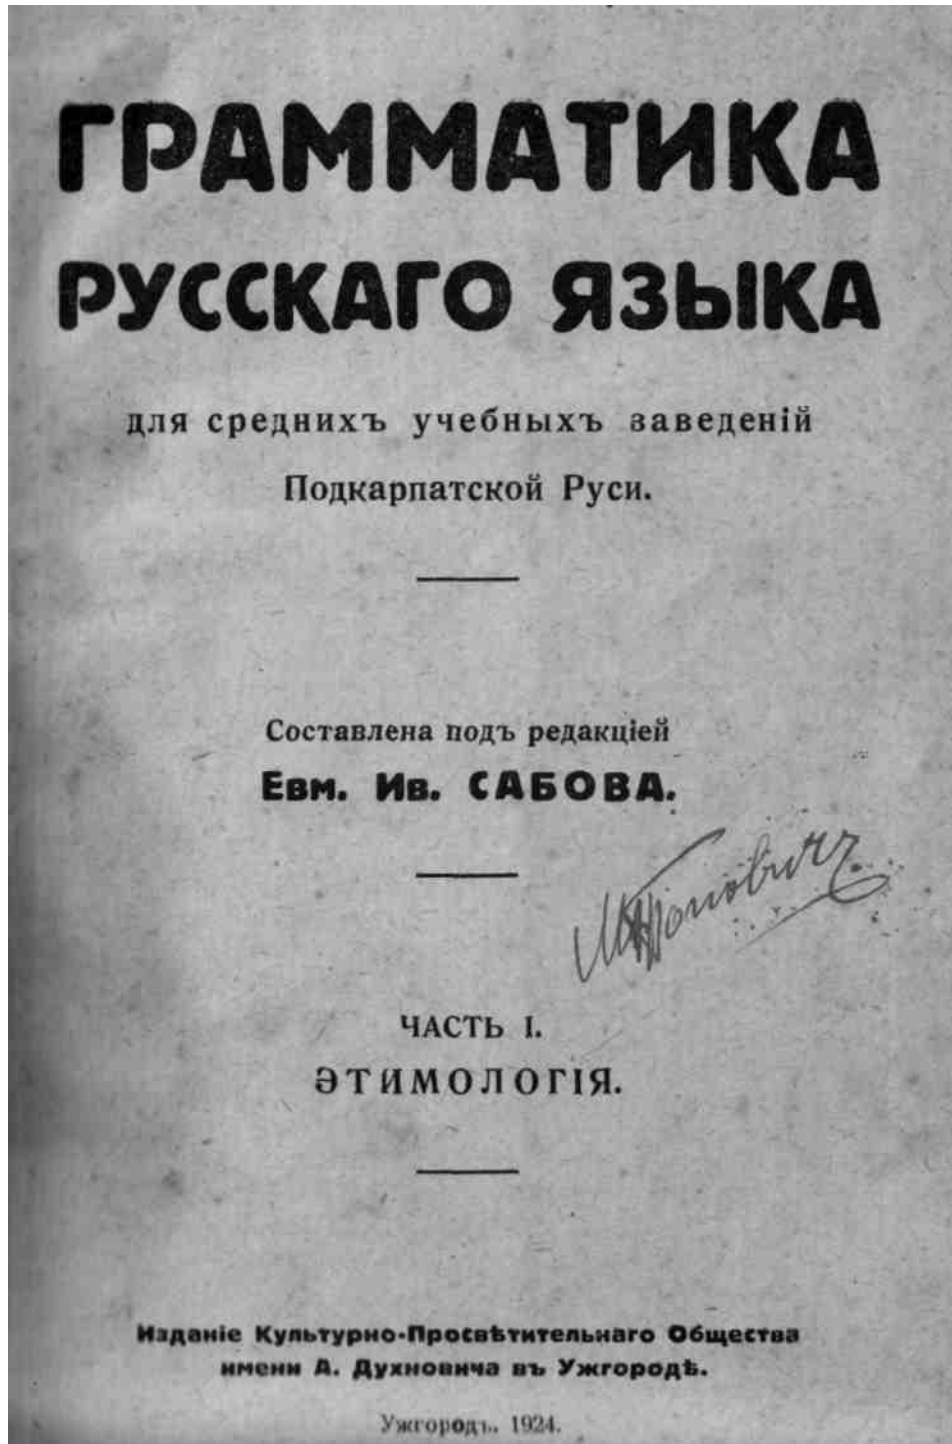 ГРАММАТИКА
РУССКАГО ЯЗЫКА
для среднихъ учебныхъ заведеній
Подкарпатской Руси.
Составлена подъ редакціей
Евм. Ив. САБОВА.
Попович
ЧАСТЬ I.
ЭТИМОЛОГІЯ.
Изданіе Культурно-Просвѣтительнаго Общества
имени А. Духновича въ Ужгородѣ.
Ужгородъ. 1924.